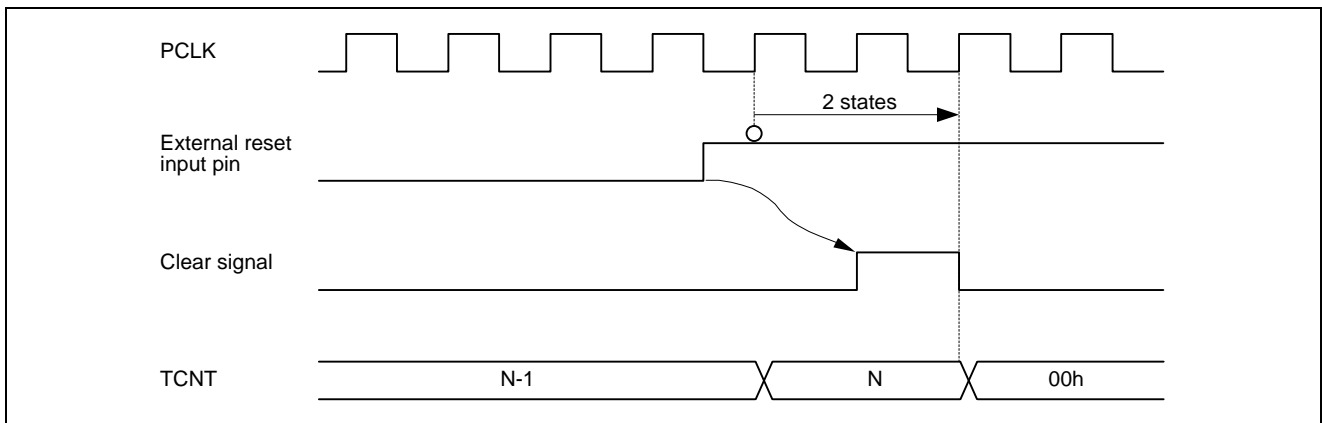 PCLK
2 states
External reset
input pin
Clear signal
TCNT
N-1
N
00h